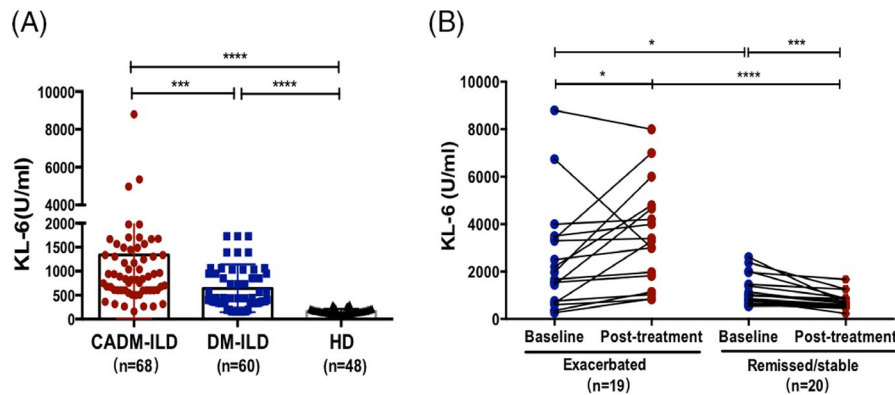 (A)
****
***
****
KL-6(U/ml)
10000
8000
6000
4000
2000
1500
1000
500
0
CADM-ILD
DM-ILD
HD
(n=68)
(n=60)
(n=48)
(B)
*
***
*
****
KL-6 (U/ml)
10000
8000
6000
4000
2000
0
Baseline
Post-treatment
Baseline
Post-treatment
Exacerbated
Remissed/stable
(n=19)
(n=20)